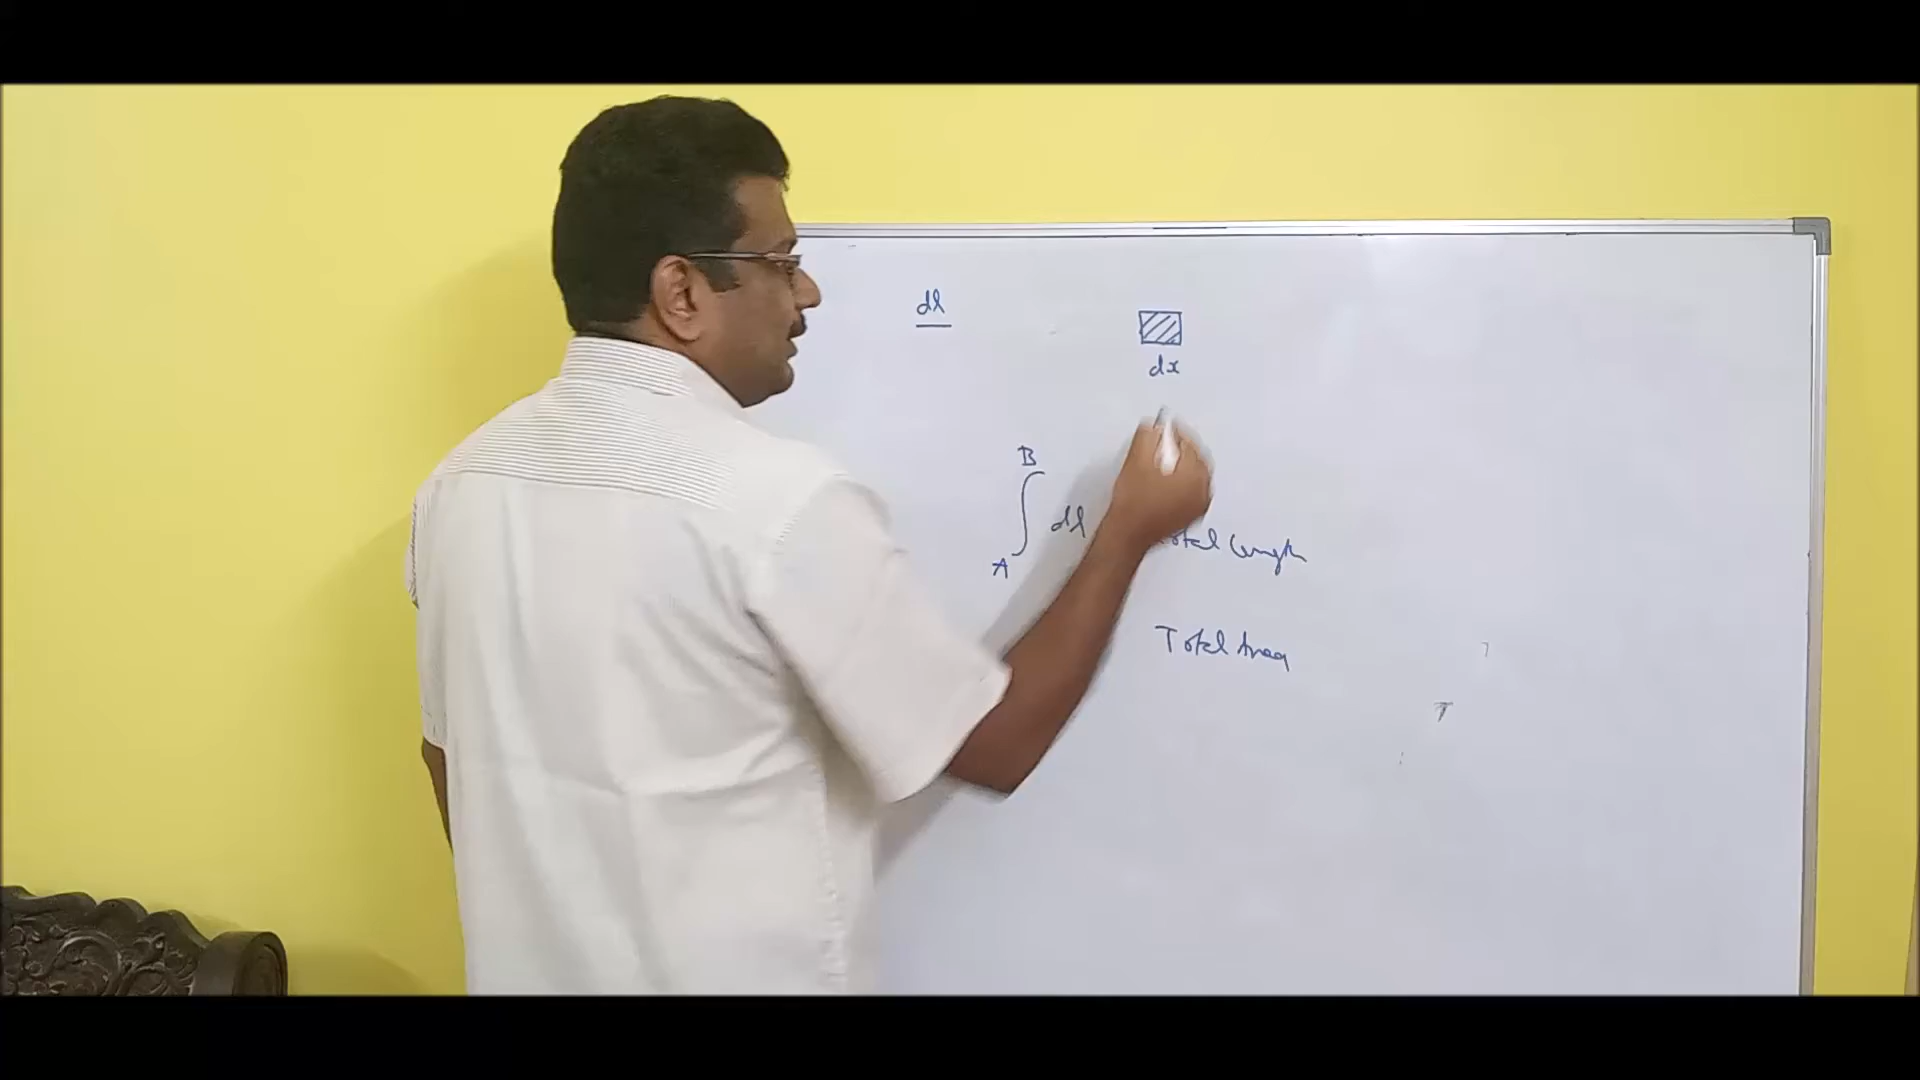 dl
dx
B
∫ dl
A
Total length
Total Area